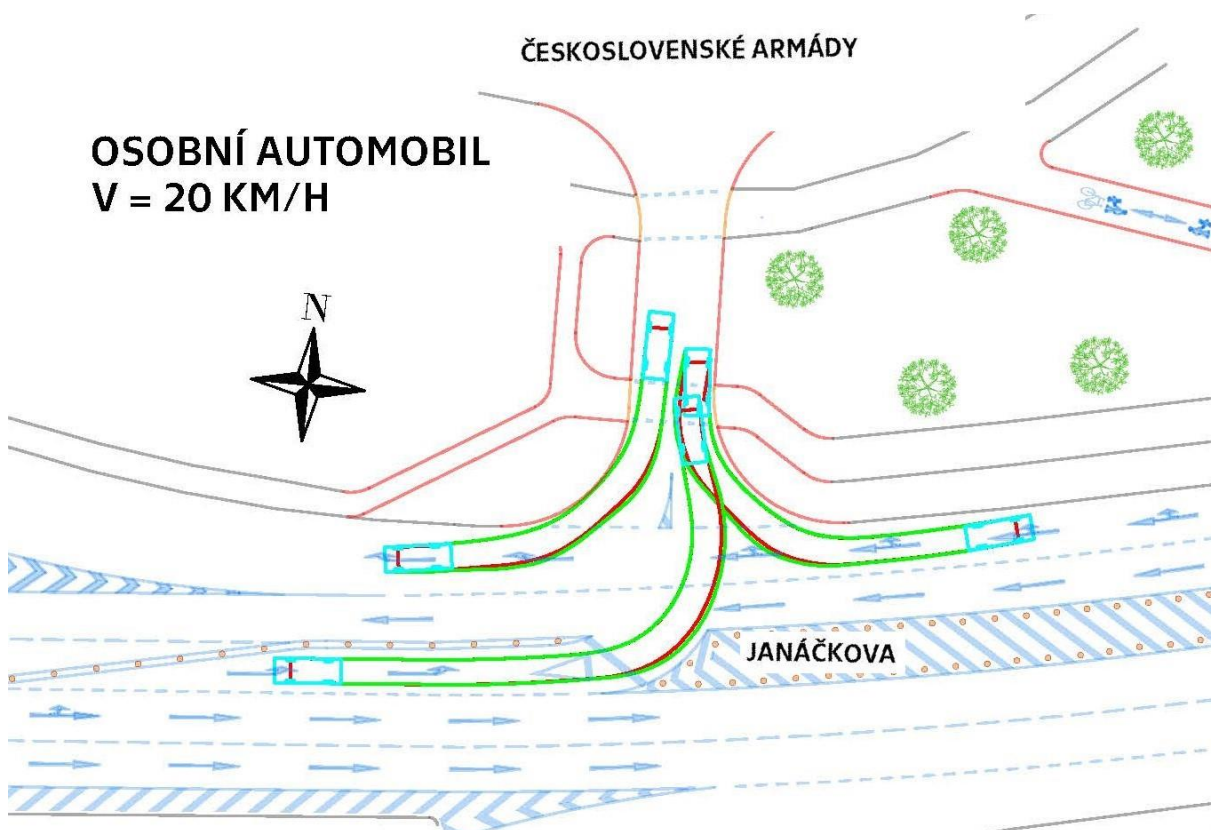 ČESKOSLOVENSKÉ ARMÁDY
OSOBNÍ AUTOMOBIL
V = 20 KM/H
N
JANÁČKOVA